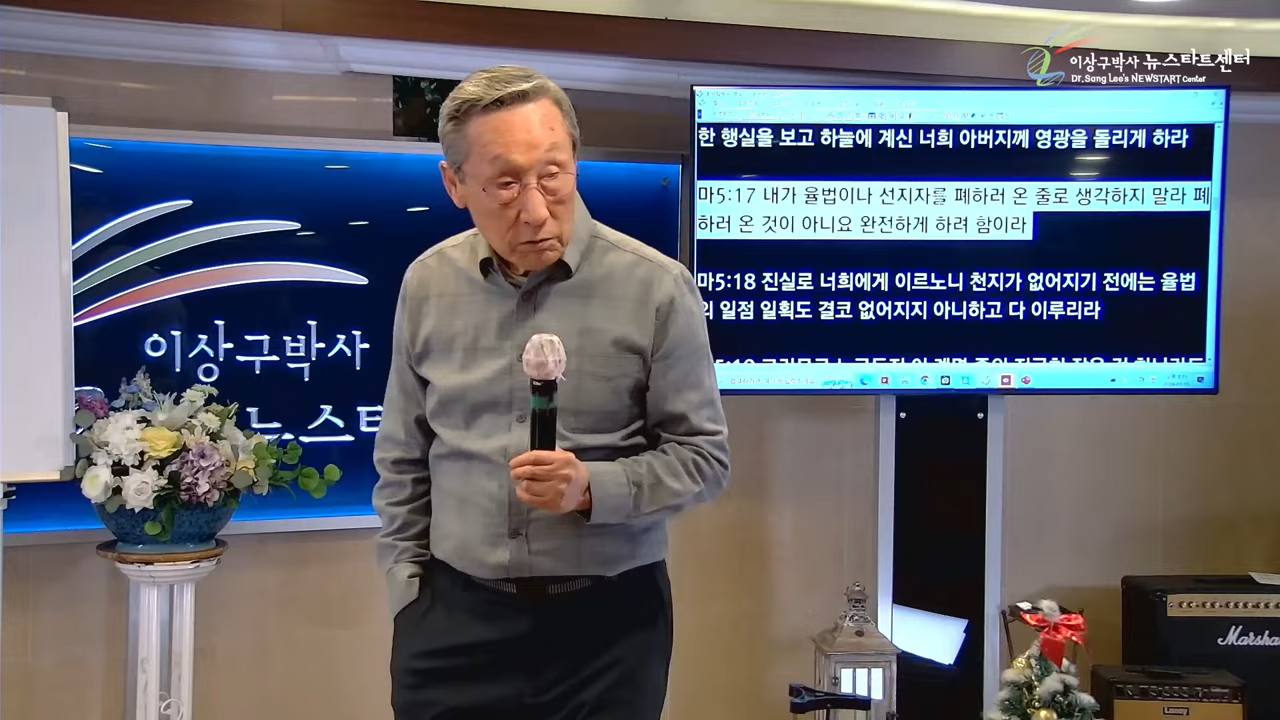 이상구박사 뉴스타트센터
Dr.Sang Lee's NEWSTART Center
한 행실을 보고 하늘에 계신 너희 아버지께 영광을 돌리게 하라
마5:17 내가 율법이나 선지자를 폐하러 온 줄로 생각하지 말라 폐
하러 온 것이 아니요 완전하게 하려 함이라
마5:18 진실로 너희에게 이르노니 천지가 없어지기 전에는 율법
의 일점 일획도 결코 없어지지 아니하고 다 이루리라
이상구박사
뉴스타
Marsha
Laney